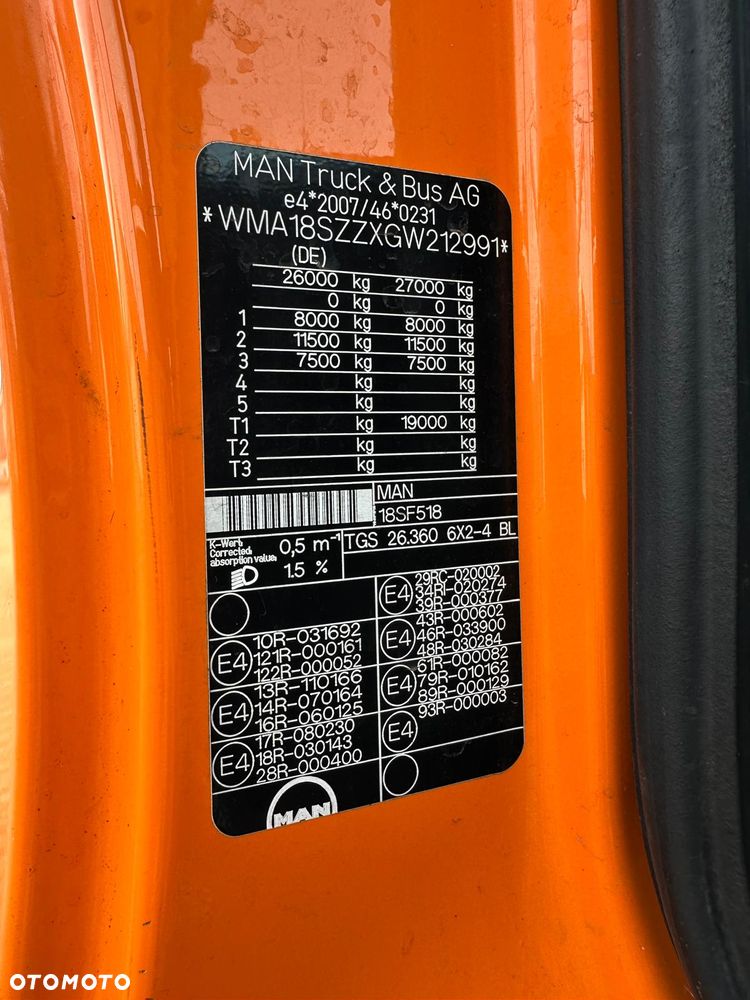 MAN Truck & Bus AG
e4*2007/46*0231
*WMA18SZZXGW212991*
(DE)
26000 kg 27000 kg
0 kg 0 kg
1 8000 kg 8000 kg
2 11500 kg 11500 kg
3 7500 kg 7500 kg
4 kg kg
5 kg kg
T1 kg 19000 kg
T2 kg kg
T3 kg kg
MAN
18SF518
K-Wert:
Corrected
absorption value:
0,5 m⁻¹
1.5 %
TGS 26.360 6X2-4 BL
E4
10R-031692
121R-000161
122R-000052
E4
13R-110166
14R-070164
16R-060125
E4
17R-080230
18R-030143
28R-000400
E4
29RC-020002
34RI-020274
39R-000377
E4
43R-000602
46R-033900
48R-030284
E4
61R-000082
79R-010162
89R-000129
E4
93R-000003
MAN
OTOMOTO